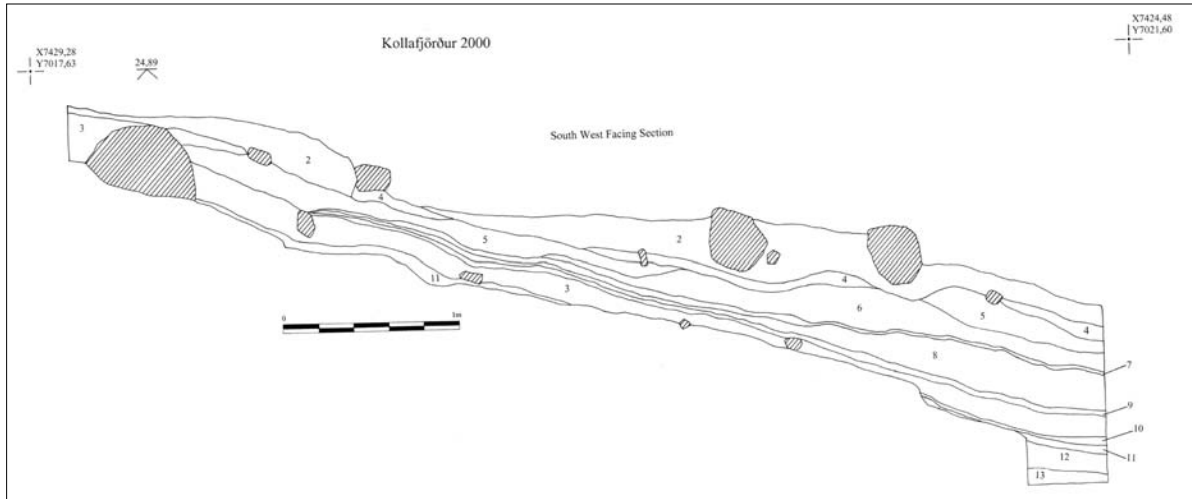 X7424,48
Y7021,60
Kollafjörður 2000
X7429,28
Y7017,63
24,89
South West Facing Section
3
2
4
5
2
11
3
4
6
5
4
8
7
0
1m
9
10
11
12
13